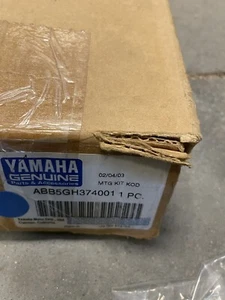 YAMAHA
GENUINE
Parts & Accessories
02/04/03
MTG KIT KOD
ABB5GH374001 1 PC.